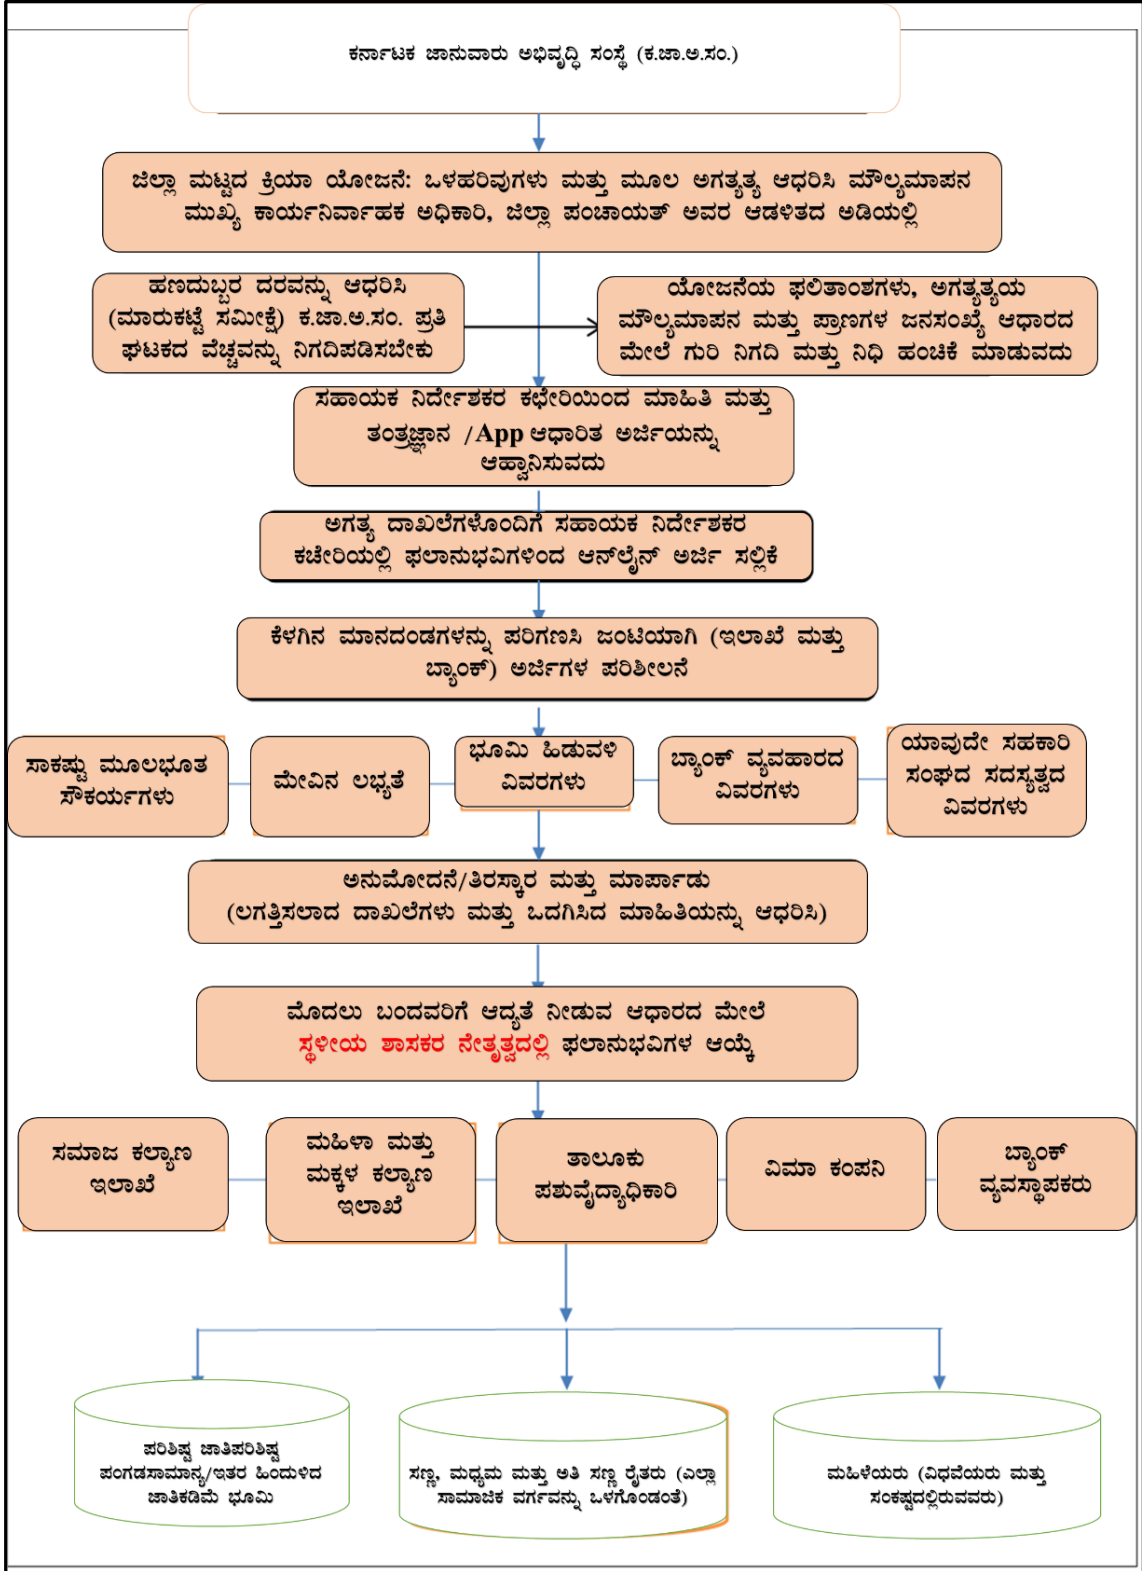 ಕರ್ನಾಟಕ ಜಾನುವಾರು ಅಭಿವೃದ್ಧಿ ಸಂಸ್ಥೆ (ಕ.ಜಾ.ಅ.ಸಂ.)
ಜಿಲ್ಲಾ ಮಟ್ಟದ ಕ್ರಿಯಾ ಯೋಜನೆ: ಒಳಹರಿವುಗಳು ಮತ್ತು ಮೂಲ ಅಗತ್ಯತ್ಯ ಆಧರಿಸಿ ಮೌಲ್ಯಮಾಪನ
ಮುಖ್ಯ ಕಾರ್ಯನಿರ್ವಾಹಕ ಅಧಿಕಾರಿ, ಜಿಲ್ಲಾ ಪಂಚಾಯತ್ ಅವರ ಆಡಳಿತದ ಅಡಿಯಲ್ಲಿ
ಹಣದುಬ್ಬರ ದರವನ್ನು ಆಧರಿಸಿ
(ಮಾರುಕಟ್ಟೆ ಸಮೀಕ್ಷೆ) ಕ.ಜಾ.ಅ.ಸಂ. ಪ್ರತಿ
ಘಟಕದ ವೆಚ್ಚವನ್ನು ನಿಗದಿಪಡಿಸಬೇಕು
ಯೋಜನೆಯ ಫಲಿತಾಂಶಗಳು, ಅಗತ್ಯತ್ಯಯ
ಮೌಲ್ಯಮಾಪನ ಮತ್ತು ಪ್ರಾಣಗಳ ಜನಸಂಖ್ಯೆ ಆಧಾರದ
ಮೇಲೆ ಗುರಿ ನಿಗದಿ ಮತ್ತು ನಿಧಿ ಹಂಚಿಕೆ ಮಾಡುವದು
ಸಹಾಯಕ ನಿರ್ದೇಶಕರ ಕಛೇರಿಯಿಂದ ಮಾಹಿತಿ ಮತ್ತು
ತಂತ್ರಜ್ಞಾನ /App ಆಧಾರಿತ ಅರ್ಜಿಯನ್ನು
ಆಹ್ವಾನಿಸುವದು
ಅಗತ್ಯ ದಾಖಲೆಗಳೊಂದಿಗೆ ಸಹಾಯಕ ನಿರ್ದೇಶಕರ
ಕಚೇರಿಯಲ್ಲಿ ಫಲಾನುಭವಿಗಳಿಂದ ಆನ್‌ಲೈನ್ ಅರ್ಜಿ ಸಲ್ಲಿಕೆ
ಕೆಳಗಿನ ಮಾನದಂಡಗಳನ್ನು ಪರಿಗಣಿಸಿ ಜಂಟಿಯಾಗಿ (ಇಲಾಖೆ ಮತ್ತು
ಬ್ಯಾಂಕ್) ಅರ್ಜಿಗಳ ಪರಿಶೀಲನೆ
ಸಾಕಷ್ಟು ಮೂಲಭೂತ
ಸೌಕರ್ಯಗಳು
ಮೇವಿನ ಲಭ್ಯತೆ
ಭೂಮಿ ಹಿಡುವಳಿ
ವಿವರಗಳು
ಬ್ಯಾಂಕ್ ವ್ಯವಹಾರದ
ವಿವರಗಳು
ಯಾವುದೇ ಸಹಕಾರಿ
ಸಂಘದ ಸದಸ್ಯತ್ವದ
ವಿವರಗಳು
ಅನುಮೋದನೆ/ತಿರಸ್ಕಾರ ಮತ್ತು ಮಾರ್ಪಾಡು
(ಲಗತ್ತಿಸಲಾದ ದಾಖಲೆಗಳು ಮತ್ತು ಒದಗಿಸಿದ ಮಾಹಿತಿಯನ್ನು ಆಧರಿಸಿ)
ಮೊದಲು ಬಂದವರಿಗೆ ಆದ್ಯತೆ ನೀಡುವ ಆಧಾರದ ಮೇಲೆ
ಸ್ಥಳೀಯ ಶಾಸಕರ ನೇತೃತ್ವದಲ್ಲಿ ಫಲಾನುಭವಿಗಳ ಆಯ್ಕೆ
ಸಮಾಜ ಕಲ್ಯಾಣ
ಇಲಾಖೆ
ಮಹಿಳಾ ಮತ್ತು
ಮಕ್ಕಳ ಕಲ್ಯಾಣ
ಇಲಾಖೆ
ತಾಲೂಕು
ಪಶುವೈದ್ಯಾಧಿಕಾರಿ
ವಿಮಾ ಕಂಪನಿ
ಬ್ಯಾಂಕ್
ವ್ಯವಸ್ಥಾಪಕರು
ಪರಿಶಿಷ್ಟ ಜಾತಿಪರಿಶಿಷ್ಟ
ಪಂಗಡಸಾಮಾನ್ಯ/ಇತರ ಹಿಂದುಳಿದ
ಜಾತಿಕಡಿಮೆ ಭೂಮಿ
ಸಣ್ಣ, ಮಧ್ಯಮ ಮತ್ತು ಅತಿ ಸಣ್ಣ ರೈತರು (ಎಲ್ಲಾ
ಸಾಮಾಜಿಕ ವರ್ಗವನ್ನು ಒಳಗೊಂಡಂತೆ)
ಮಹಿಳೆಯರು (ವಿಧವೆಯರು ಮತ್ತು
ಸಂಕಷ್ಟದಲ್ಲಿರುವವರು)